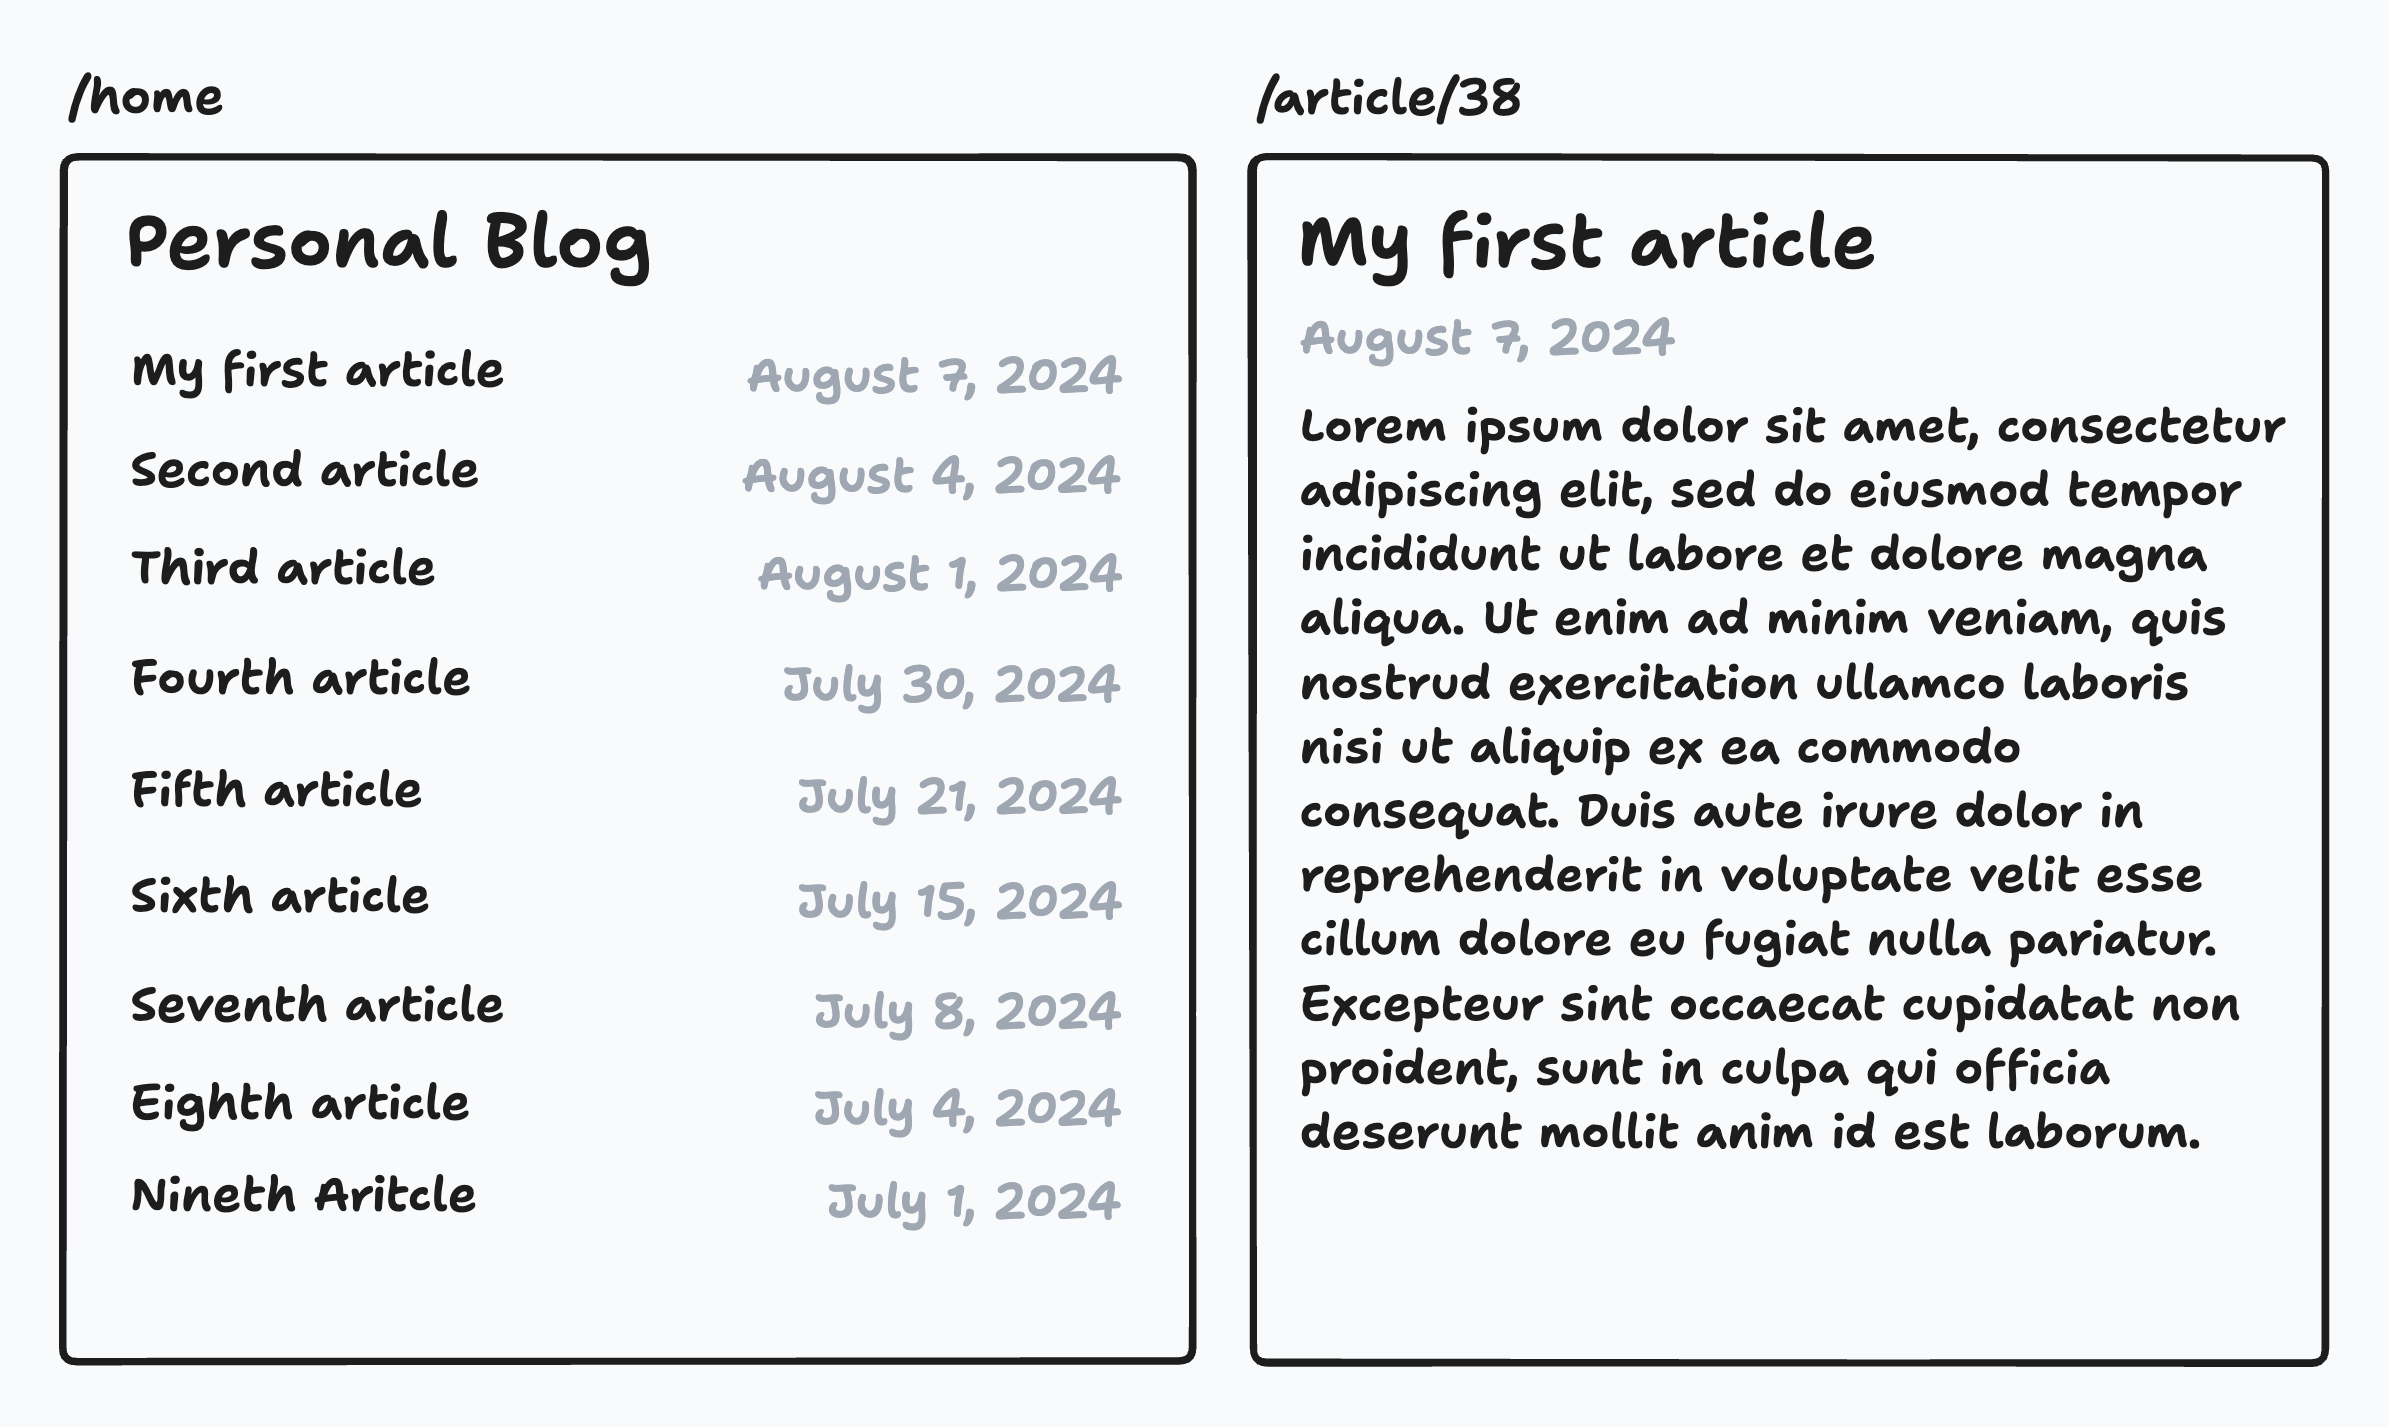 /home
Personal Blog
My first article August 7, 2024
Second article August 4, 2024
Third article August 1, 2024
Fourth article July 30, 2024
Fifth article July 21, 2024
Sixth article July 15, 2024
Seventh article July 8, 2024
Eighth article July 4, 2024
Nineth Aritcle July 1, 2024
/article/38
My first article
August 7, 2024
Lorem ipsum dolor sit amet, consectetur
adipiscing elit, sed do eiusmod tempor
incididunt ut labore et dolore magna
aliqua. Ut enim ad minim veniam, quis
nostrud exercitation ullamco laboris
nisi ut aliquip ex ea commodo
consequat. Duis aute irure dolor in
reprehenderit in voluptate velit esse
cillum dolore eu fugiat nulla pariatur.
Excepteur sint occaecat cupidatat non
proident, sunt in culpa qui officia
deserunt mollit anim id est laborum.